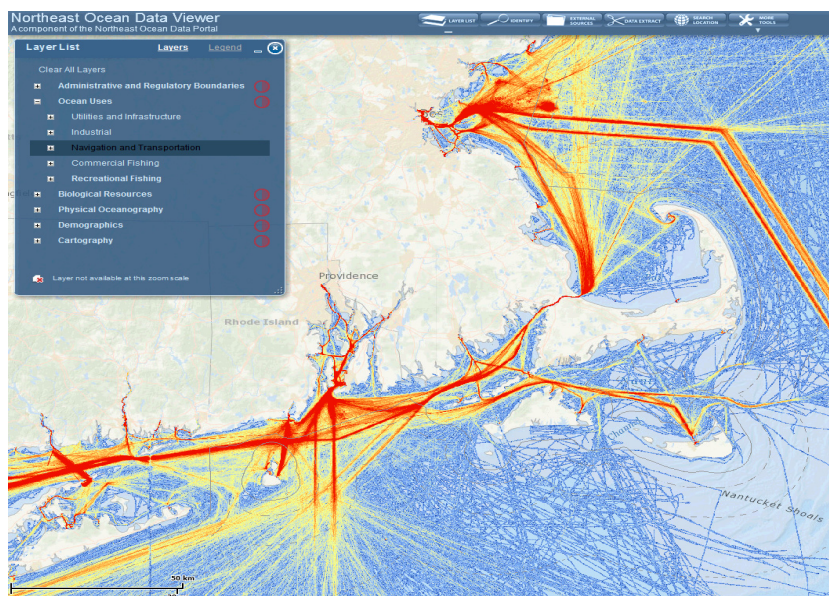 Northeast Ocean Data Viewer
A component of the Northeast Ocean Data Portal
LAYER LIST
IDENTIFY
EXTERNAL SOURCES
DATA EXTRACT
SEARCH LOCATION
MORE TOOLS
Layer List Layers Legend
Clear All Layers
Administrative and Regulatory Boundaries
Ocean Uses
Utilities and Infrastructure
Industrial
Navigation and Transportation
Commercial Fishing
Recreational Fishing
Biological Resources
Physical Oceanography
Demographics
Cartography
Layer not available at this zoom scale
Providence
Rhode Island
Nantucket Shoals
50 km